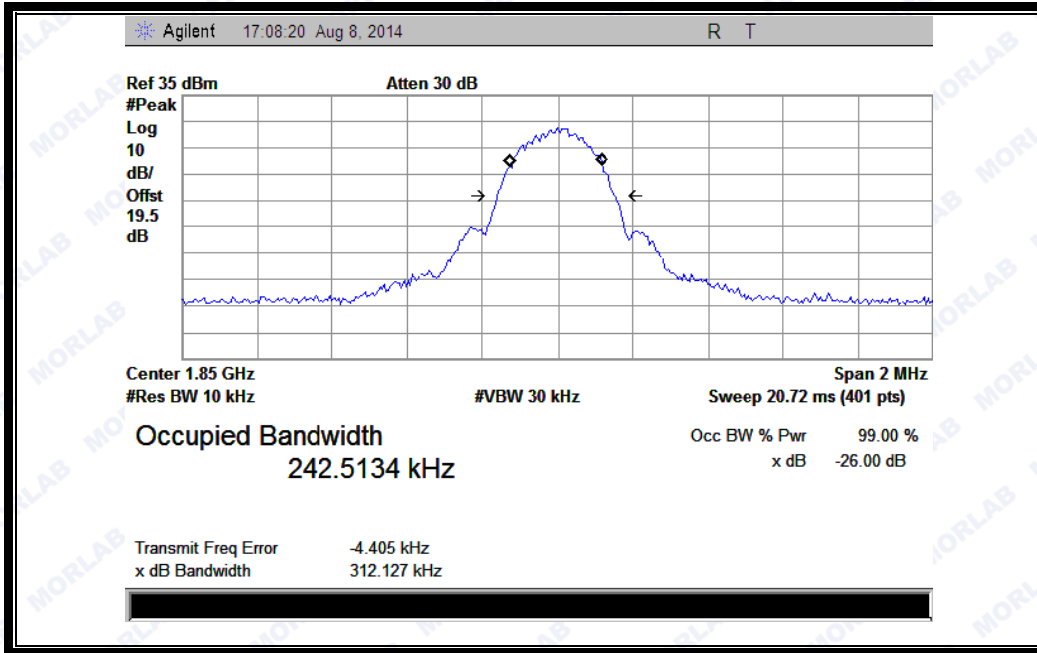 Agilent 17:08:20 Aug 8, 2014 R T
Ref 35 dBm Atten 30 dB
#Peak
Log
10
dB/
Offst
19.5
dB
Center 1.85 GHz Span 2 MHz
#Res BW 10 kHz #VBW 30 kHz Sweep 20.72 ms (401 pts)
Occupied Bandwidth Occ BW % Pwr 99.00 %
242.5134 kHz x dB -26.00 dB
Transmit Freq Error -4.405 kHz
x dB Bandwidth 312.127 kHz
MORLAB